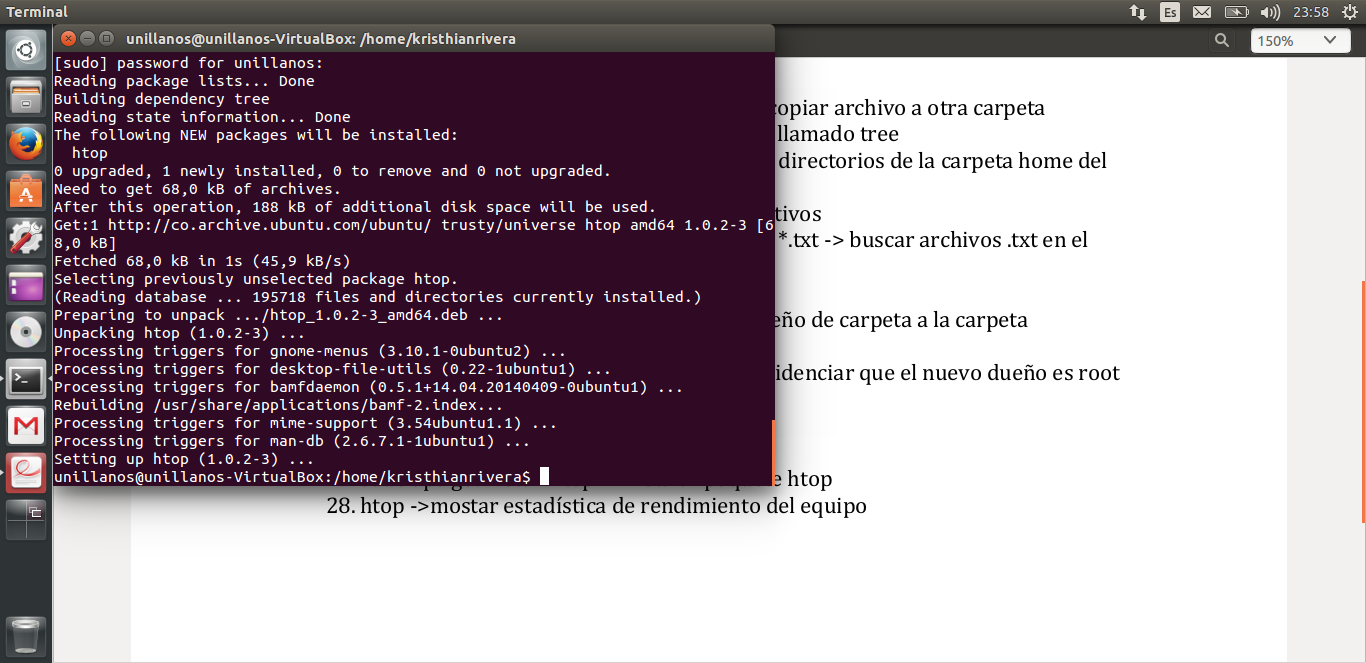 Terminal
Es
23:58
unillanos@unillanos-VirtualBox: /home/kristhianrivera
150%
[sudo] password for unillanos:
Reading package lists... Done
Building dependency tree
Reading state information... Done
The following NEW packages will be installed:
  htop
0 upgraded, 1 newly installed, 0 to remove and 0 not upgraded.
Need to get 68,0 kB of archives.
After this operation, 188 kB of additional disk space will be used.
Get:1 http://co.archive.ubuntu.com/ubuntu/ trusty/universe htop amd64 1.0.2-3 [6
8,0 kB]
Fetched 68,0 kB in 1s (45,9 kB/s)
Selecting previously unselected package htop.
(Reading database ... 195718 files and directories currently installed.)
Preparing to unpack .../htop_1.0.2-3_amd64.deb ...
Unpacking htop (1.0.2-3) ...
Processing triggers for gnome-menus (3.10.1-0ubuntu2) ...
Processing triggers for desktop-file-utils (0.22-1ubuntu1) ...
Processing triggers for bamfdaemon (0.5.1+14.04.20140409-0ubuntu1) ...
Rebuilding /usr/share/applications/bamf-2.index...
Processing triggers for mime-support (3.54ubuntu1.1) ...
Processing triggers for man-db (2.6.7.1-1ubuntu1) ...
Setting up htop (1.0.2-3) ...
unillanos@unillanos-VirtualBox:/home/kristhianrivera$
copiar archivo a otra carpeta
llamado tree
directorios de la carpeta home del
tivos
*.txt -> buscar archivos .txt en el
eño de carpeta a la carpeta
idenciar que el nuevo dueño es root
htop
28. htop ->mostar estadística de rendimiento del equipo